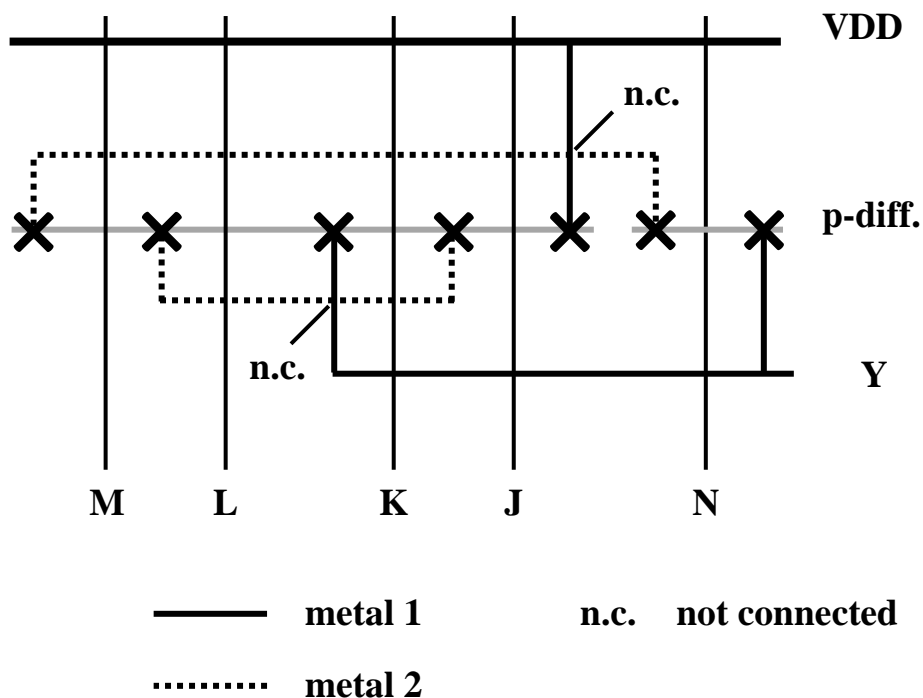 VDD
n.c.
p-diff.
n.c.
Y
M L K J N
metal 1 n.c. not connected
metal 2